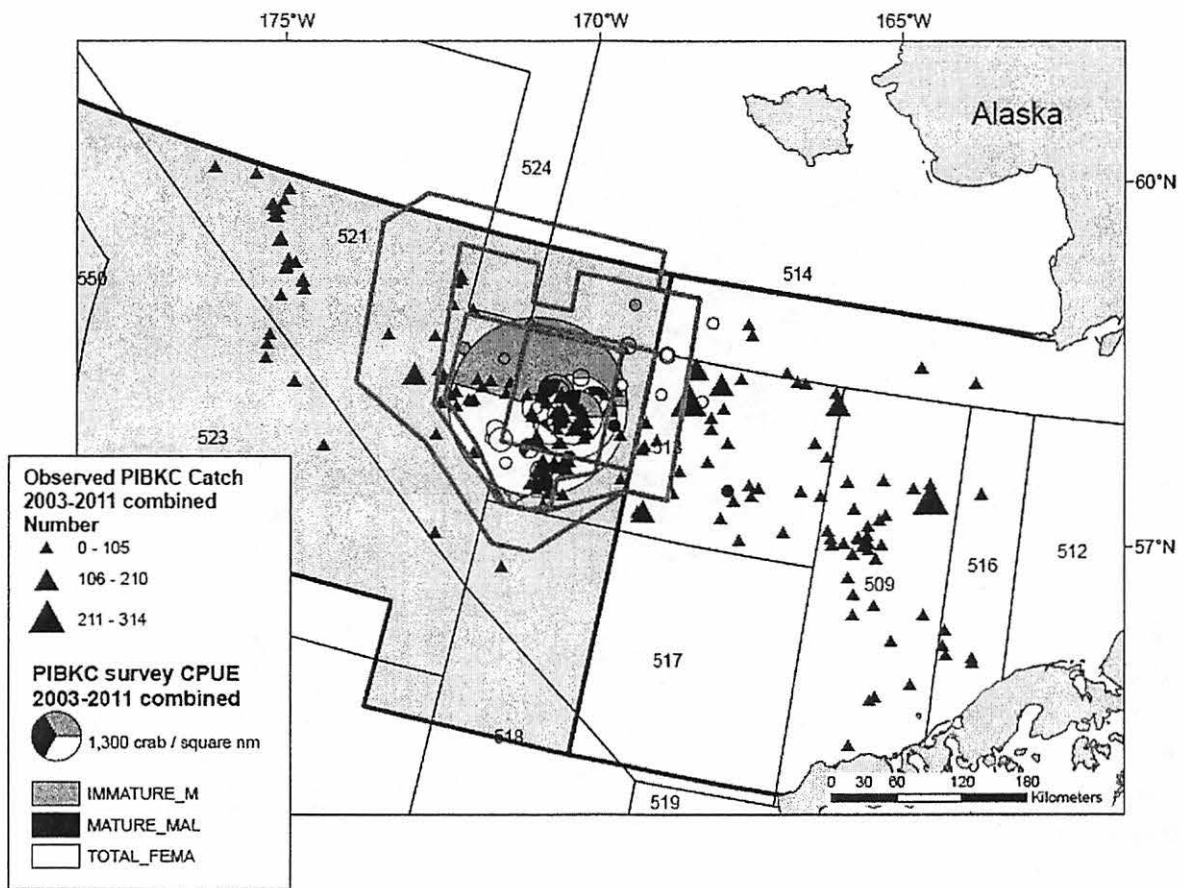 175°W 170°W 165°W
Alaska
60°N
524
521
514
550
523
513
57°N
512
516
509
517
518
519
Observed PIBKC Catch
2003-2011 combined
Number
0 - 105
106 - 210
211 - 314
PIBKC survey CPUE
2003-2011 combined
1,300 crab / square nm
IMMATURE_M
MATURE_MAL
TOTAL_FEMA
0 30 60 120 180
Kilometers